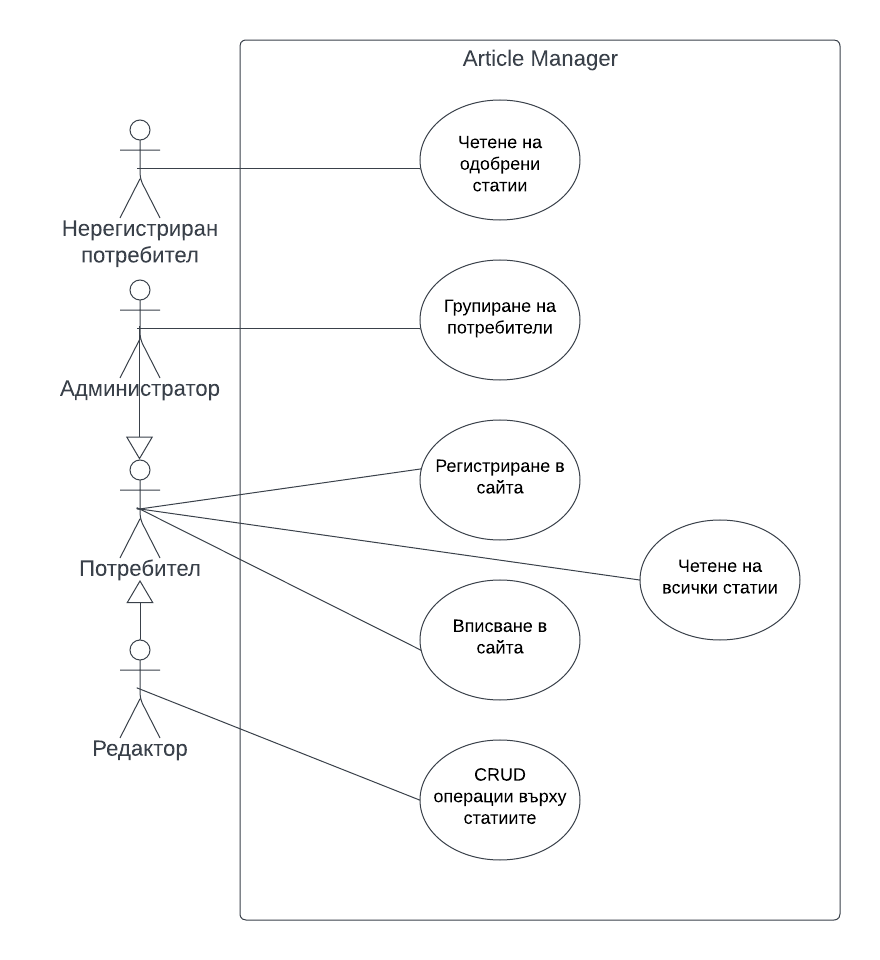 Article Manager
Четене на
одобрени
статии
Нерегистриран
потребител
Групиране на
потребители
Администратор
Регистриране в
сайта
Потребител
Четене на
всички статии
Вписване в
сайта
Редактор
CRUD
операции върху
статиите